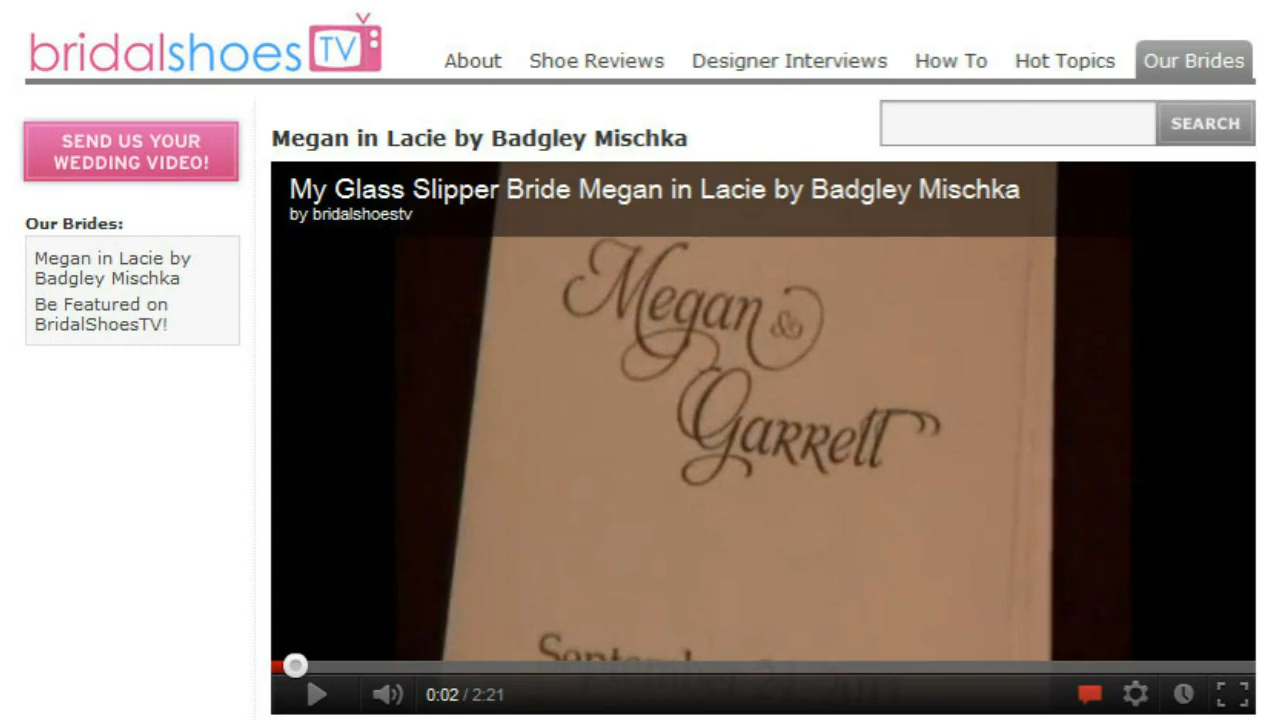 bridalshoes TV
About Shoe Reviews Designer Interviews How To Hot Topics Our Brides
SEND US YOUR
WEDDING VIDEO!
Our Brides:
Megan in Lacie by
Badgley Mischka
Be Featured on
BridalShoesTV!
SEARCH
Megan in Lacie by Badgley Mischka
My Glass Slipper Bride Megan in Lacie by Badgley Mischka
by bridalshoestv
Megan &
Garrett
September
0:02 / 2:21